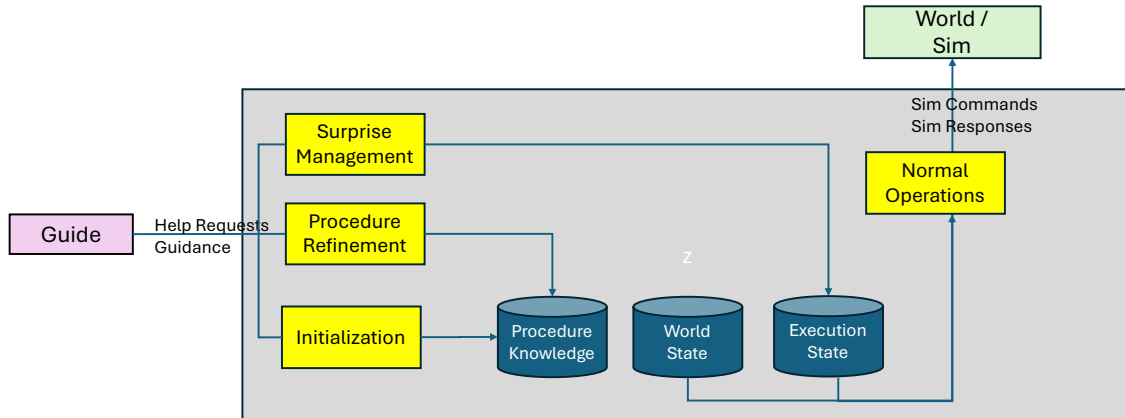 World /
Sim
Sim Commands
Sim Responses
Surprise
Management
Normal
Operations
Guide
Help Requests
Guidance
Procedure
Refinement
z
Initialization
Procedure
Knowledge
World
State
Execution
State